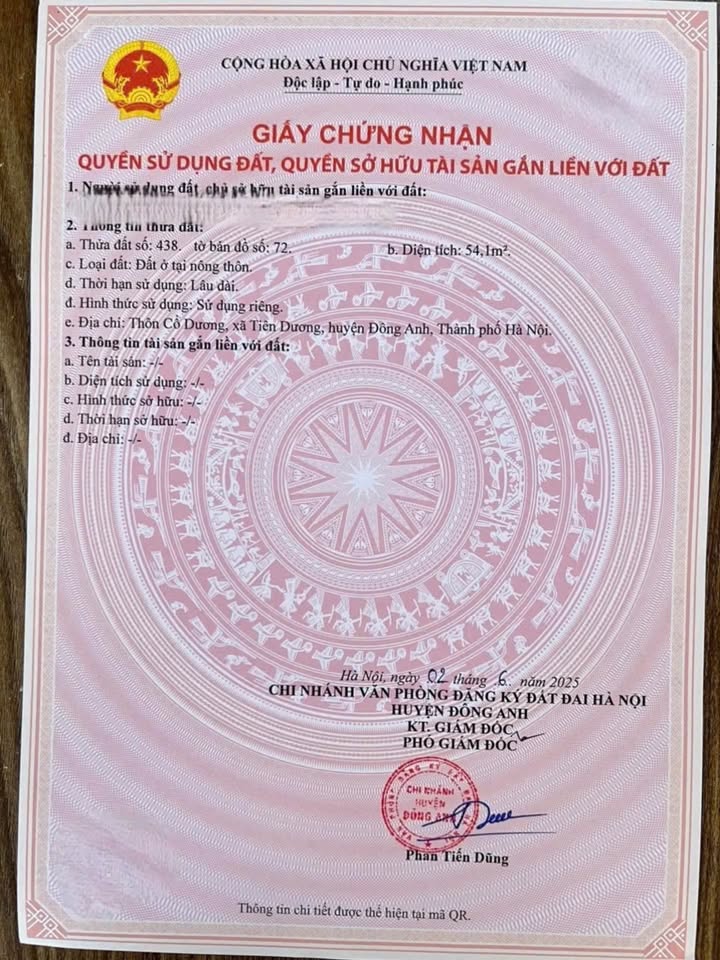 CỘNG HÒA XÃ HỘI CHỦ NGHĨA VIỆT NAM
Độc lập - Tự do - Hạnh phúc
GIẤY CHỨNG NHẬN
QUYỀN SỬ DỤNG ĐẤT, QUYỀN SỞ HỮU TÀI SẢN GẮN LIỀN VỚI ĐẤT
1. Người sử dụng đất, chủ sở hữu tài sản gắn liền với đất:
2. Thông tin thửa đất:
a. Thửa đất số: 438. tờ bản đồ số: 72. b. Diện tích: 54,1m².
c. Loại đất: Đất ở tại nông thôn.
d. Thời hạn sử dụng: Lâu dài.
đ. Hình thức sử dụng: Sử dụng riêng.
e. Địa chỉ: Thôn Cổ Dương, xã Tiên Dương, huyện Đông Anh, Thành phố Hà Nội.
3. Thông tin tài sản gắn liền với đất:
a. Tên tài sản: -/-
b. Diện tích sử dụng: -/-
c. Hình thức sở hữu: -/-
d. Thời hạn sở hữu: -/-
đ. Địa chỉ: -/-
Hà Nội, ngày 02 tháng 6. năm 2025
CHI NHÁNH VĂN PHÒNG ĐĂNG KÝ ĐẤT ĐAI HÀ NỘI
HUYỆN ĐÔNG ANH
KT. GIÁM ĐỐC
PHÓ GIÁM ĐỐC
CHI NHÁNH
HUYỆN
ĐÔNG ANH
Phan Tiến Dũng
Thông tin chi tiết được thể hiện tại mã QR.